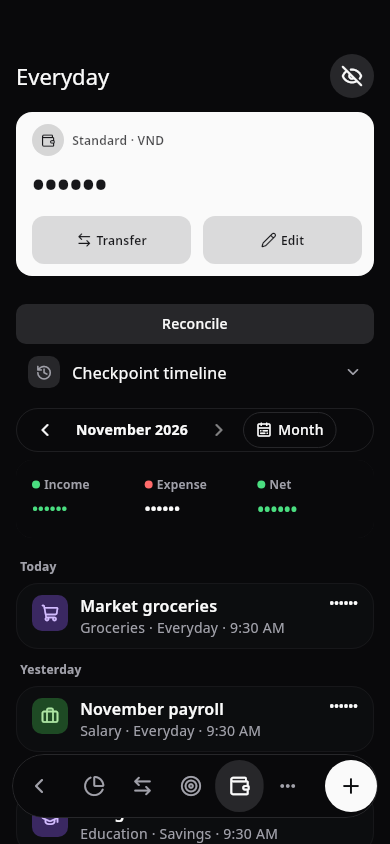 Everyday
Standard · VND
••••••
Transfer
Edit
Reconcile
Checkpoint timeline
November 2026
Month
Income
Expense
Net
••••••
••••••
••••••
Today
Market groceries
••••••
Groceries · Everyday · 9:30 AM
Yesterday
November payroll
••••••
Salary · Everyday · 9:30 AM
Education · Savings · 9:30 AM